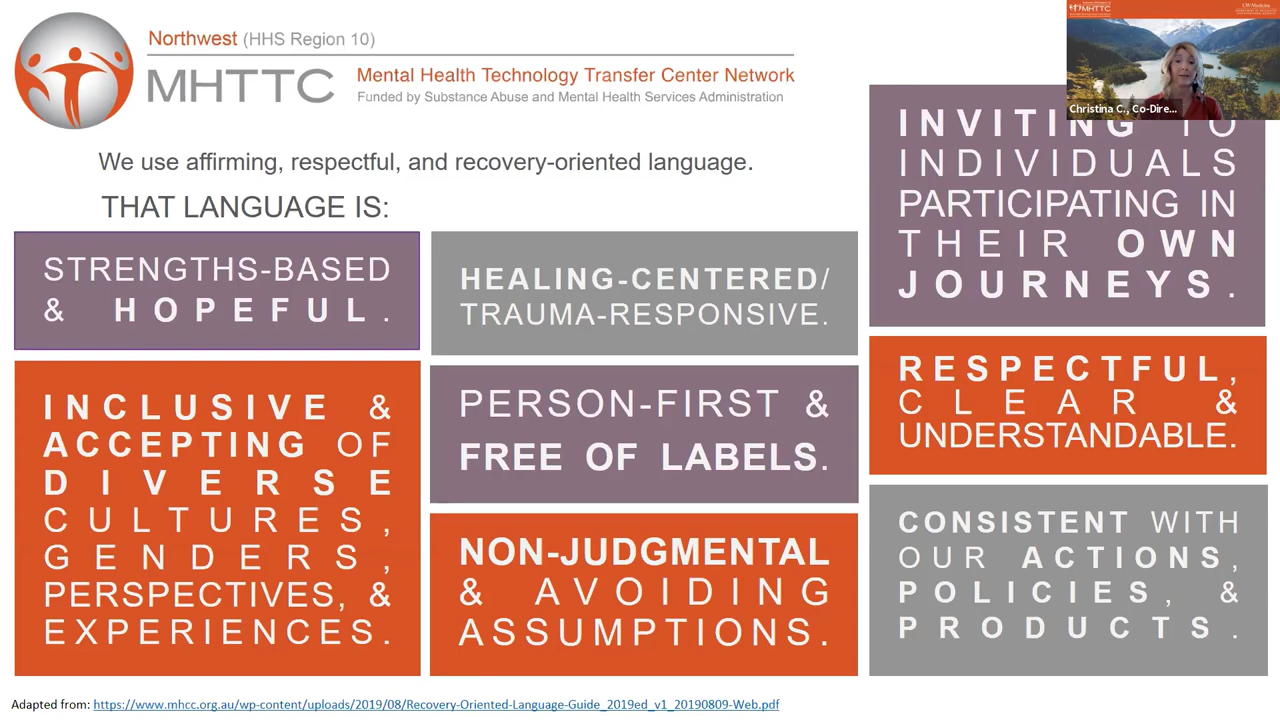 Northwest (HHS Region 10)
MHTTC
Mental Health Technology Transfer Center Network
Funded by Substance Abuse and Mental Health Services Administration
We use affirming, respectful, and recovery-oriented language.
THAT LANGUAGE IS:
STRENGTHS-BASED
& HOPEFUL.
INCLUSIVE &
ACCEPTING OF
DIVERSE
CULTURES,
GENDERS,
PERSPECTIVES, &
EXPERIENCES.
HEALING-CENTERED/
TRAUMA-RESPONSIVE.
PERSON-FIRST &
FREE OF LABELS.
NON-JUDGMENTAL
& AVOIDING
ASSUMPTIONS.
INVITING TO
INDIVIDUALS
PARTICIPATING IN
THEIR OWN
JOURNEYS.
RESPECTFUL,
CLEAR &
UNDERSTANDABLE.
CONSISTENT WITH
OUR ACTIONS,
POLICIES, &
PRODUCTS.
MHTTC
UW Medicine
Christina C., Co-Dire...
Adapted from: https://www.mhcc.org.au/wp-content/uploads/2019/08/Recovery-Oriented-Language-Guide_2019ed_v1_20190809-Web.pdf